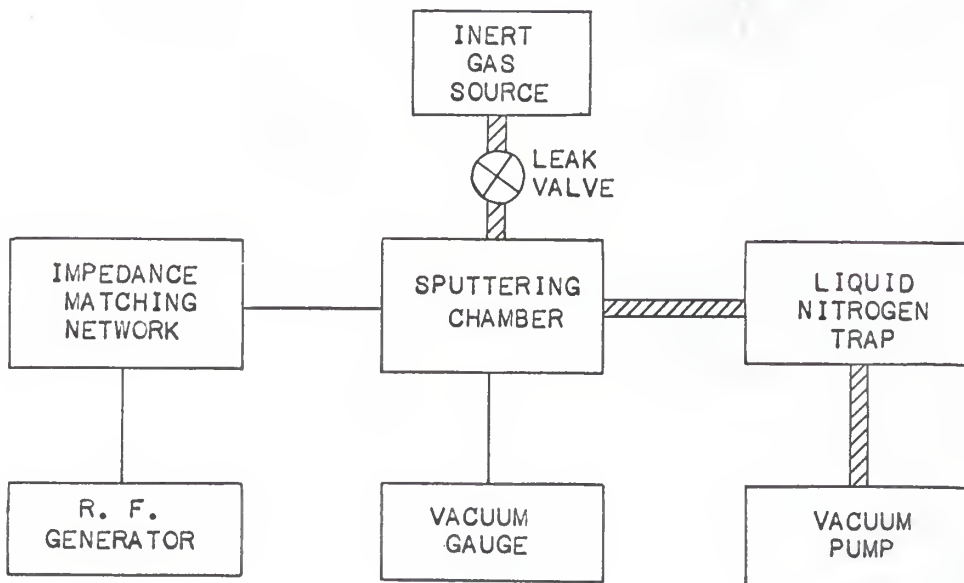 INERT
GAS
SOURCE
LEAK
VALVE
IMPEDANCE
MATCHING
NETWORK
SPUTTERING
CHAMBER
LIQUID
NITROGEN
TRAP
R. F.
GENERATOR
VACUUM
GAUGE
VACUUM
PUMP